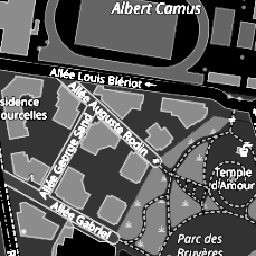 Albert Camus
Allée Louis Blériot
Allée Auguste Rodin
sidence
ourcelles
Allée George Sand
Temple
d'Amour
Allée Gabriel
Parc des
Bruyères